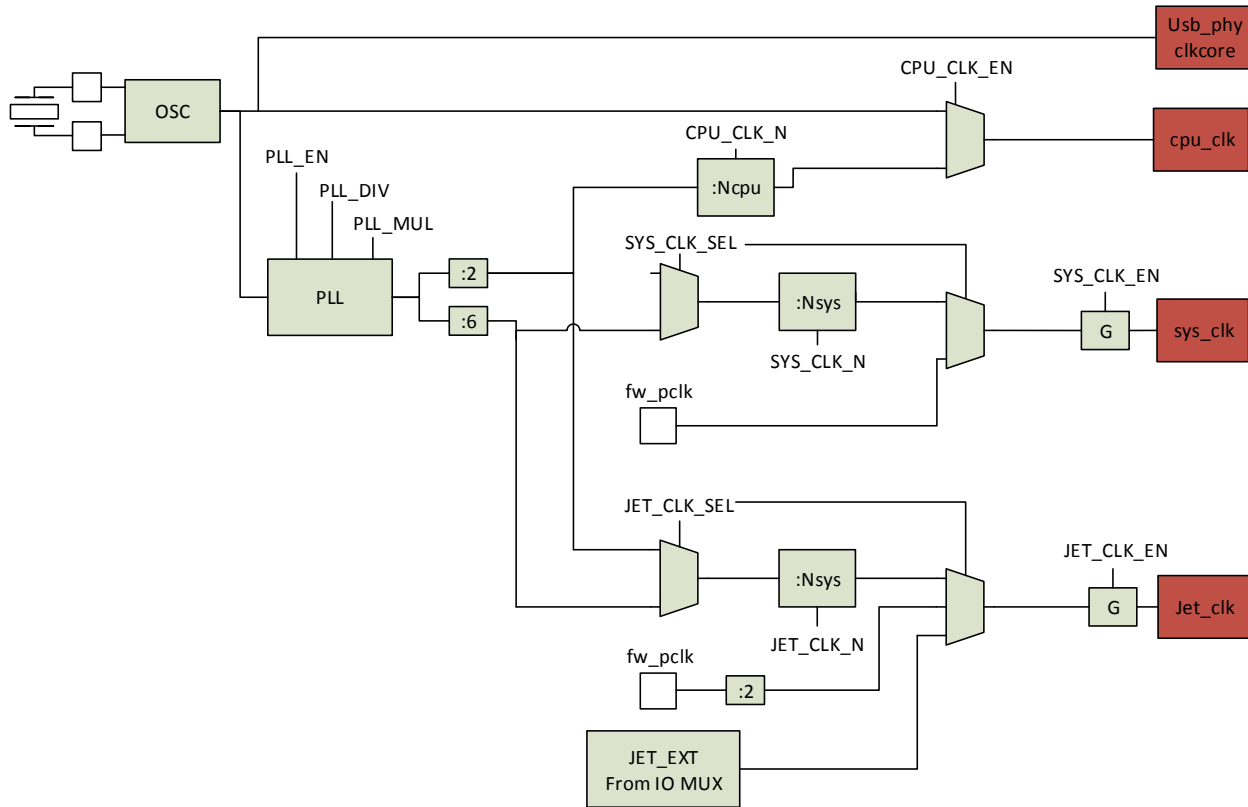 Usb_phy
clkcore
CPU_CLK_EN
OSC
CPU_CLK_N
cpu_clk
PLL_EN
:Ncpu
PLL_DIV
PLL_MUL
SYS_CLK_SEL
:2
SYS_CLK_EN
PLL
:Nsys
:6
G
sys_clk
SYS_CLK_N
fw_pclk
JET_CLK_SEL
JET_CLK_EN
:Nsys
G
Jet_clk
JET_CLK_N
fw_pclk
:2
JET_EXT
From IO MUX